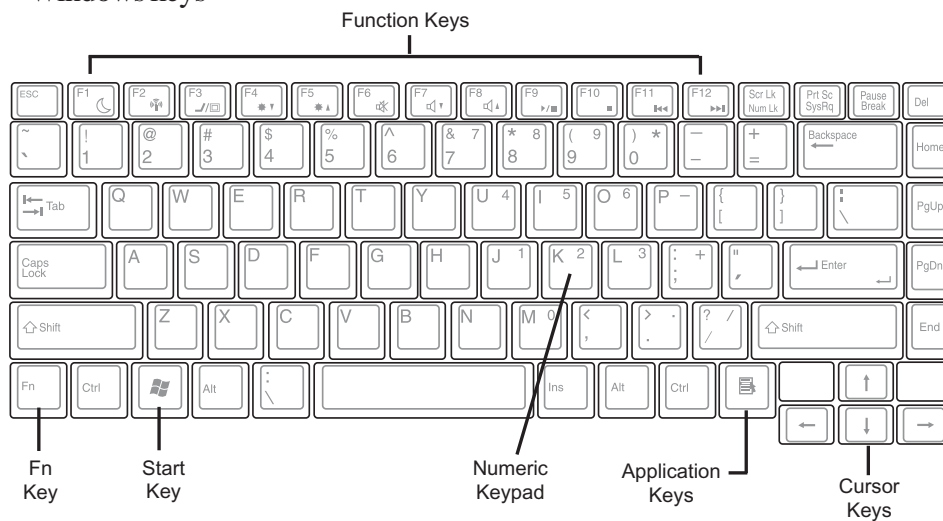 Windows keys
Function Keys
ESC F1 F2 F3 F4 F5 F6 F7 F8 F9 F10 F11 F12 Scr Lk Prt Sc Pause Del
Num Lk SysRq Break
~ ! @ # $ % ^ & 7 * 8 ( 9 ) * — + Backspace Home
` 1 2 3 4 5 6 7 8 9 0 – =
Tab Q W E R T Y U 4 I 5 O 6 P – { } ¦ PgUp
[ ] \
Caps Lock A S D F G H J 1 K 2 L 3 : + " Enter PgDn
; '
Shift Z X C V B N M 0 < > . ? / Shift End
, . /
Fn Ctrl Alt : \ Ins Alt Ctrl
Fn Key
Start Key
Numeric Keypad
Application Keys
Cursor Keys